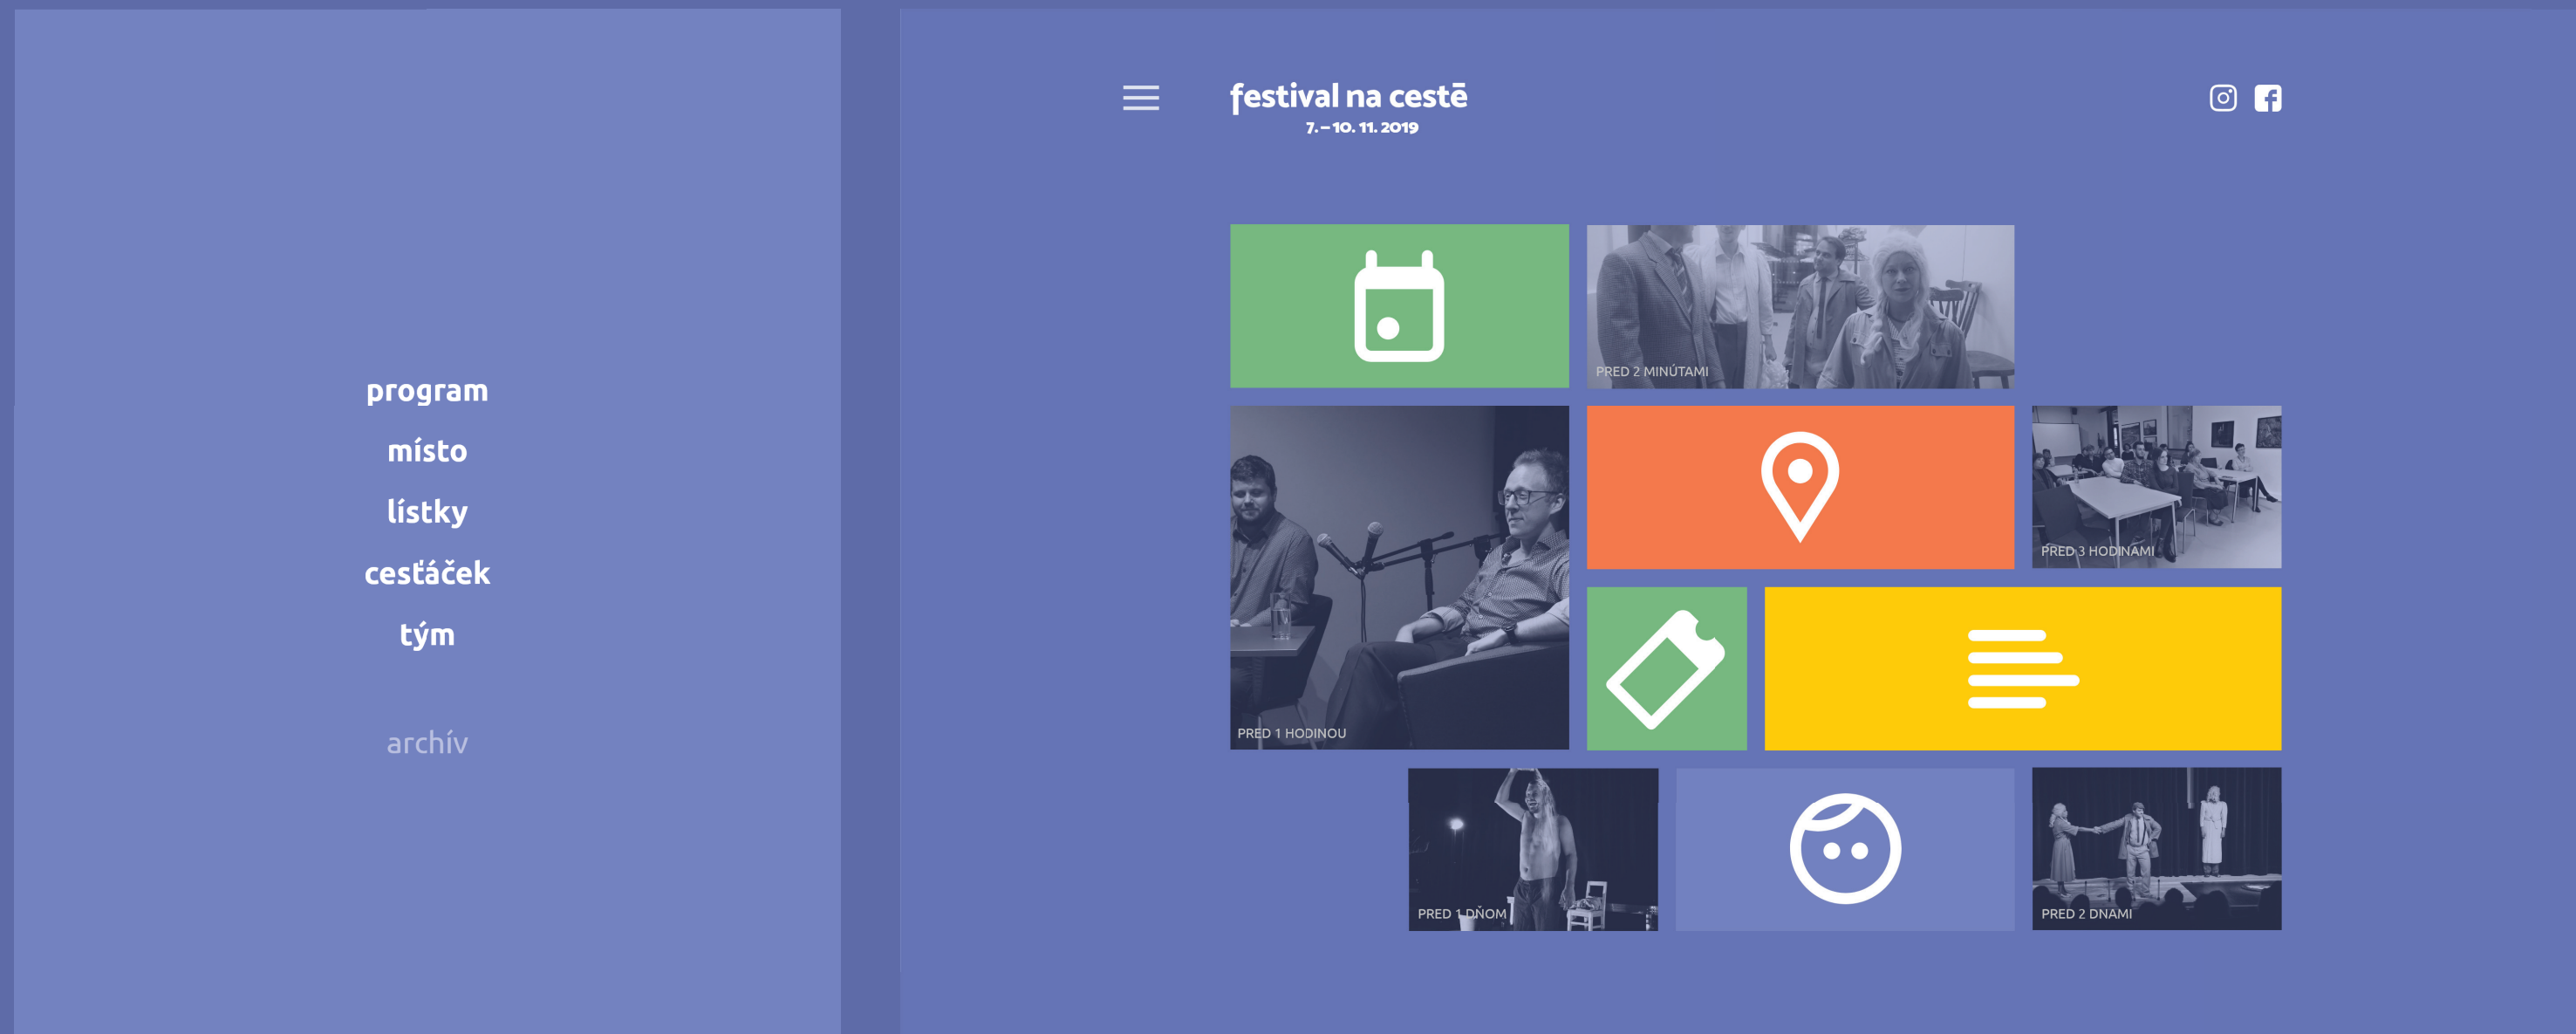 program
místo
lístky
cesťáček
tým
archív
festival na cestē
7. – 10. 11. 2019
PRED 2 MINÚTAMI
PRED 3 HODINAMI
PRED 1 HODINOU
PRED 1 DŇOM
PRED 2 DNAMI